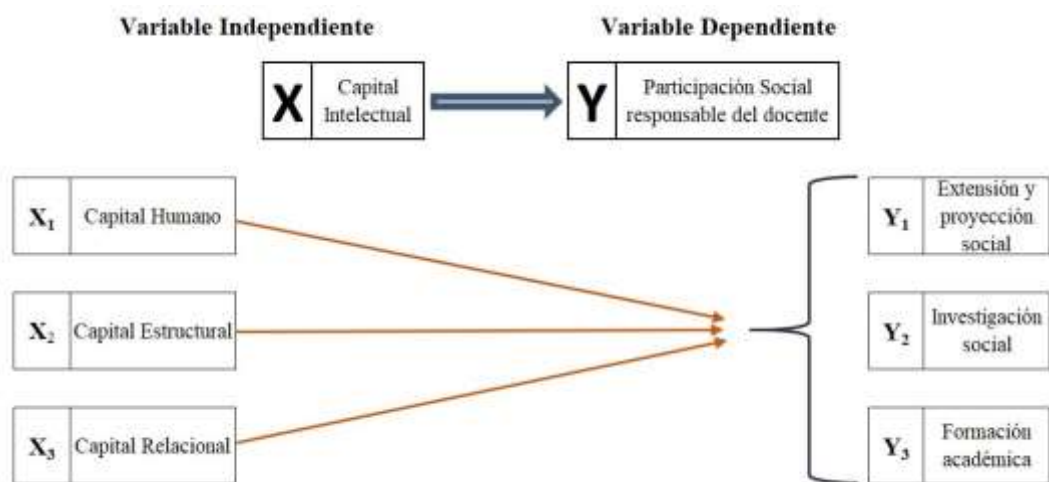 Variable Independiente
Variable Dependiente
X
Capital
Intelectual
Y
Participación Social
responsable del docente
X1
Capital Humano
Y1
Extensión y
proyección
social
X2
Capital Estructural
Y2
Investigación
social
X3
Capital Relacional
Y3
Formación
académica